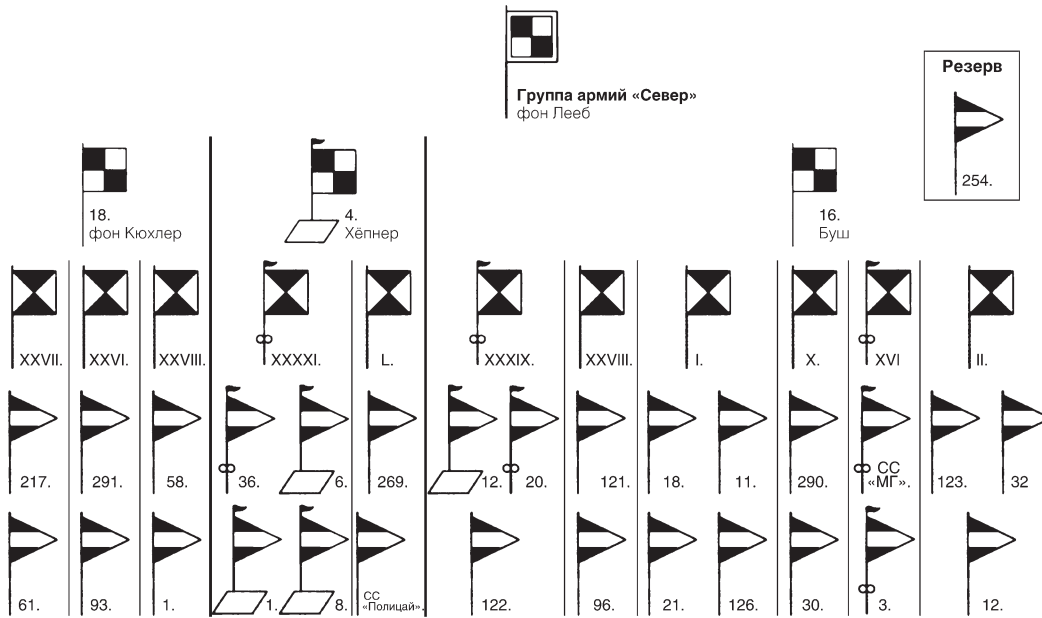 Группа армий «Север»
фон Лееб
Резерв
254.
18.
фон Кюхлер
4.
Хёпнер
16.
Буш
XXVII.
XXVI.
XXVIII.
XXXXI.
L.
XXXIX.
XXVIII.
I.
X.
XVI
II.
217.
291.
58.
36.
6.
269.
12.
20.
121.
18.
11.
290.
СС
«МГ».
123.
32
61.
93.
1.
1.
8.
СС
«Полицай».
122.
96.
21.
126.
30.
3.
12.